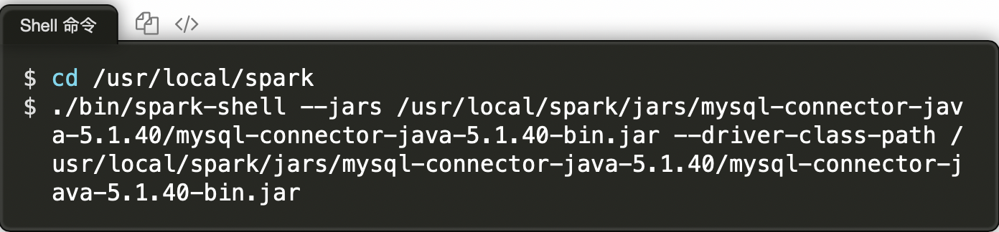 Shell 命令
$ cd /usr/local/spark
$ ./bin/spark-shell --jars /usr/local/spark/jars/mysql-connector-jav
a-5.1.40/mysql-connector-java-5.1.40-bin.jar --driver-class-path /
usr/local/spark/jars/mysql-connector-java-5.1.40/mysql-connector-j
ava-5.1.40-bin.jar